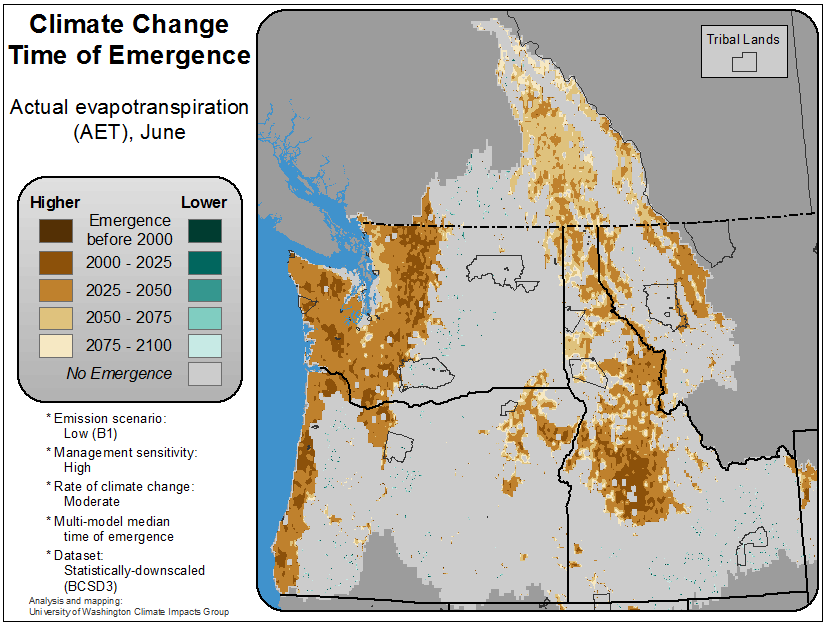 Climate Change
Time of Emergence
Actual evapotranspiration
(AET), June
Higher
Lower
Emergence
before 2000
2000 - 2025
2025 - 2050
2050 - 2075
2075 - 2100
No Emergence
* Emission scenario:
Low (B1)
* Management sensitivity:
High
* Rate of climate change:
Moderate
* Multi-model median
time of emergence
* Dataset:
Statistically-downscaled
(BCSD3)
Analysis and mapping:
University of Washington Climate Impacts Group
Tribal Lands